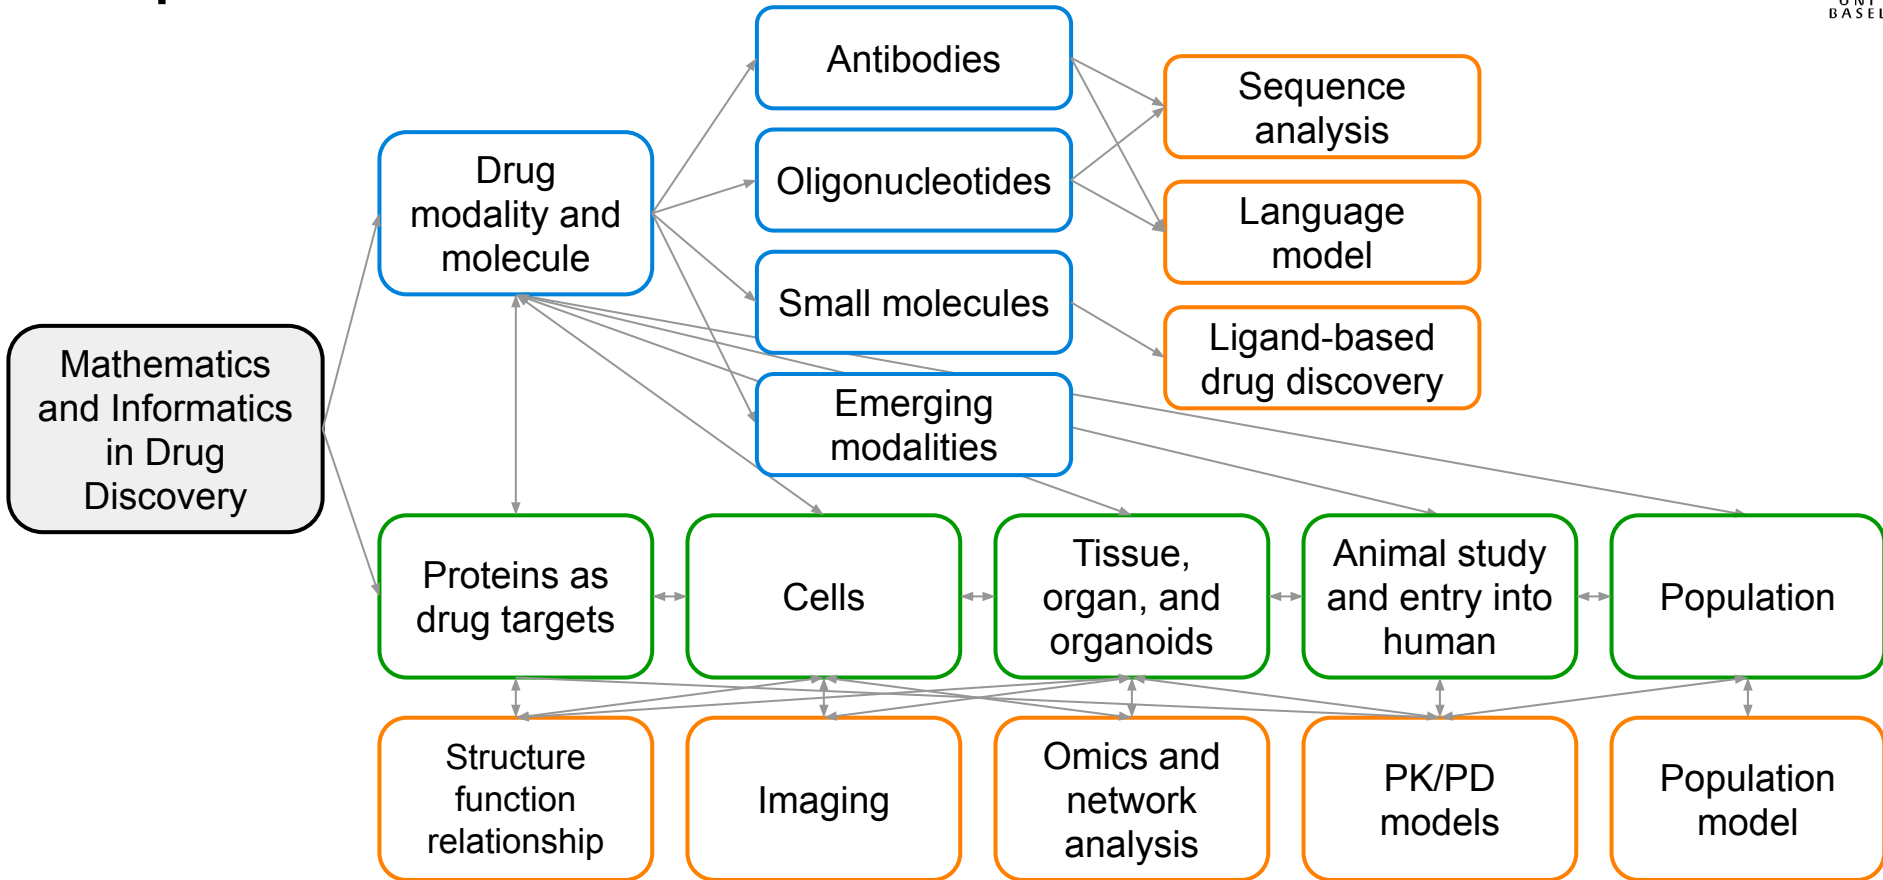 BASEL
Antibodies
Sequence
analysis
Drug
modality and
molecule
Oligonucleotides
Language
model
Small molecules
Ligand-based
drug discovery
Mathematics
and Informatics
in Drug
Discovery
Emerging
modalities
Proteins as
drug targets
Cells
Tissue,
organ, and
organoids
Animal study
and entry into
human
Population
Structure
function
relationship
Imaging
Omics and
network
analysis
PK/PD
models
Population
model